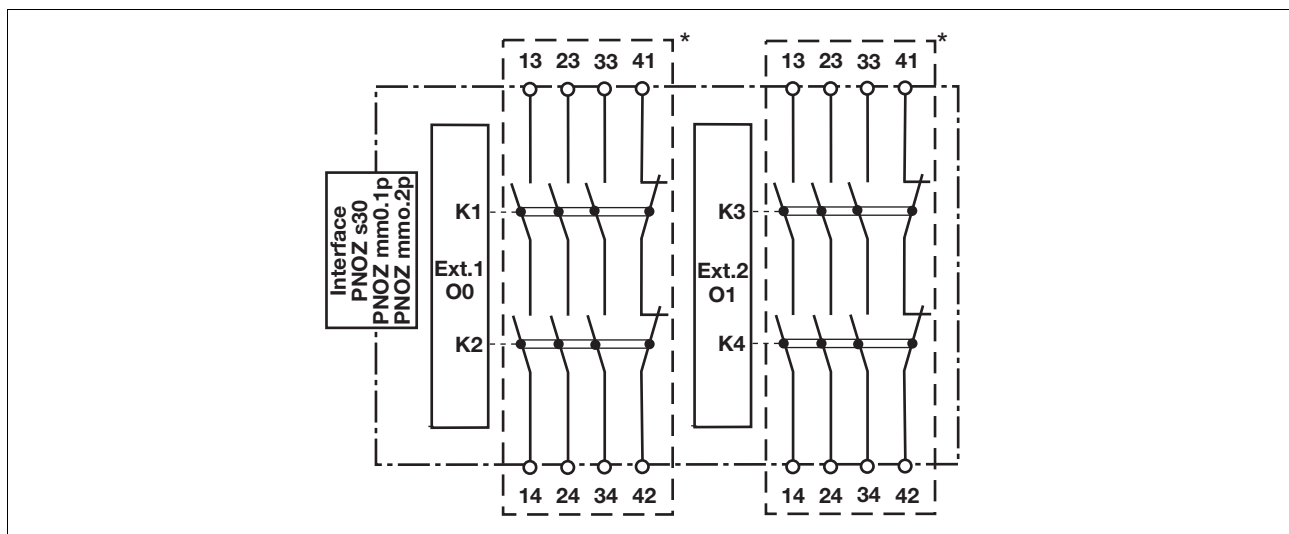 *
*
13 23 33 41
13 23 33 41
Interface
PNOZ s30
PNOZ mm0.1p
PNOZ mmo.2p
K1
K3
Ext.1
O0
Ext.2
O1
K2
K4
14 24 34 42
14 24 34 42